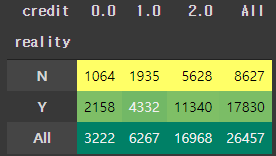 credit 0.0 1.0 2.0 All
reality
N 1064 1935 5628 8627
Y 2158 4332 11340 17830
All 3222 6267 16968 26457